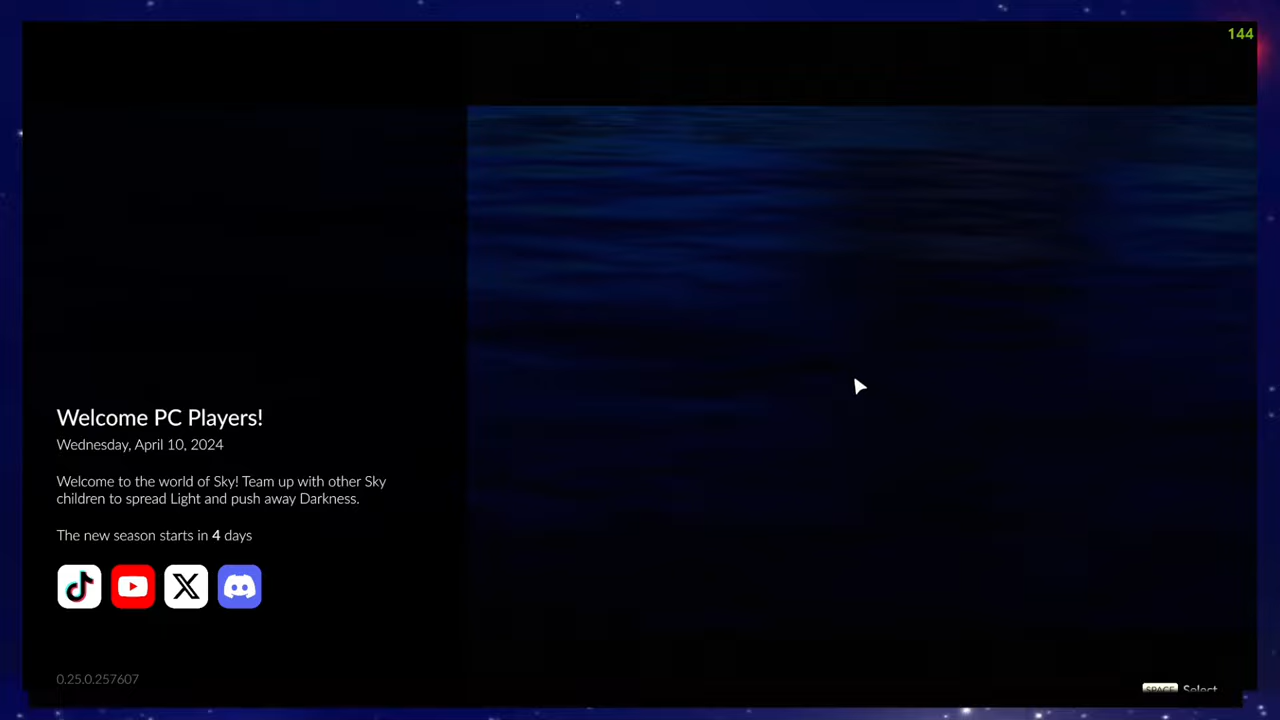 144
Welcome PC Players!
Wednesday, April 10, 2024
Welcome to the world of Sky! Team up with other Sky
children to spread Light and push away Darkness.
The new season starts in 4 days
0.25.0.257607
SPACE Select